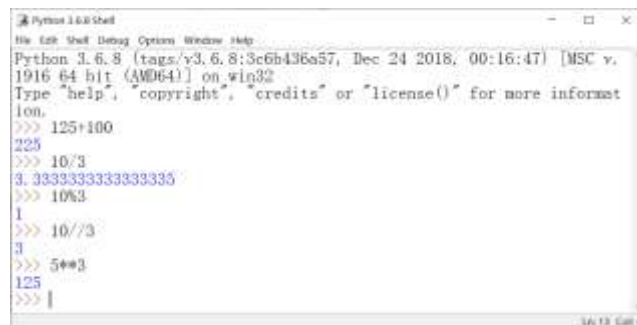 Python 3.6.8 Shell
File Edit Shell Debug Options Window Help
Python 3.6.8 (tags/v3.6.8:3c6b436a57, Dec 24 2018, 00:16:47) [MSC v.
1916 64 bit (AMD64)] on win32
Type "help", "copyright", "credits" or "license()" for more informat
ion.
>>> 125+100
225
>>> 10/3
3.3333333333333335
>>> 10%3
1
>>> 10//3
3
>>> 5**3
125
>>>
Ln: 13 Col: